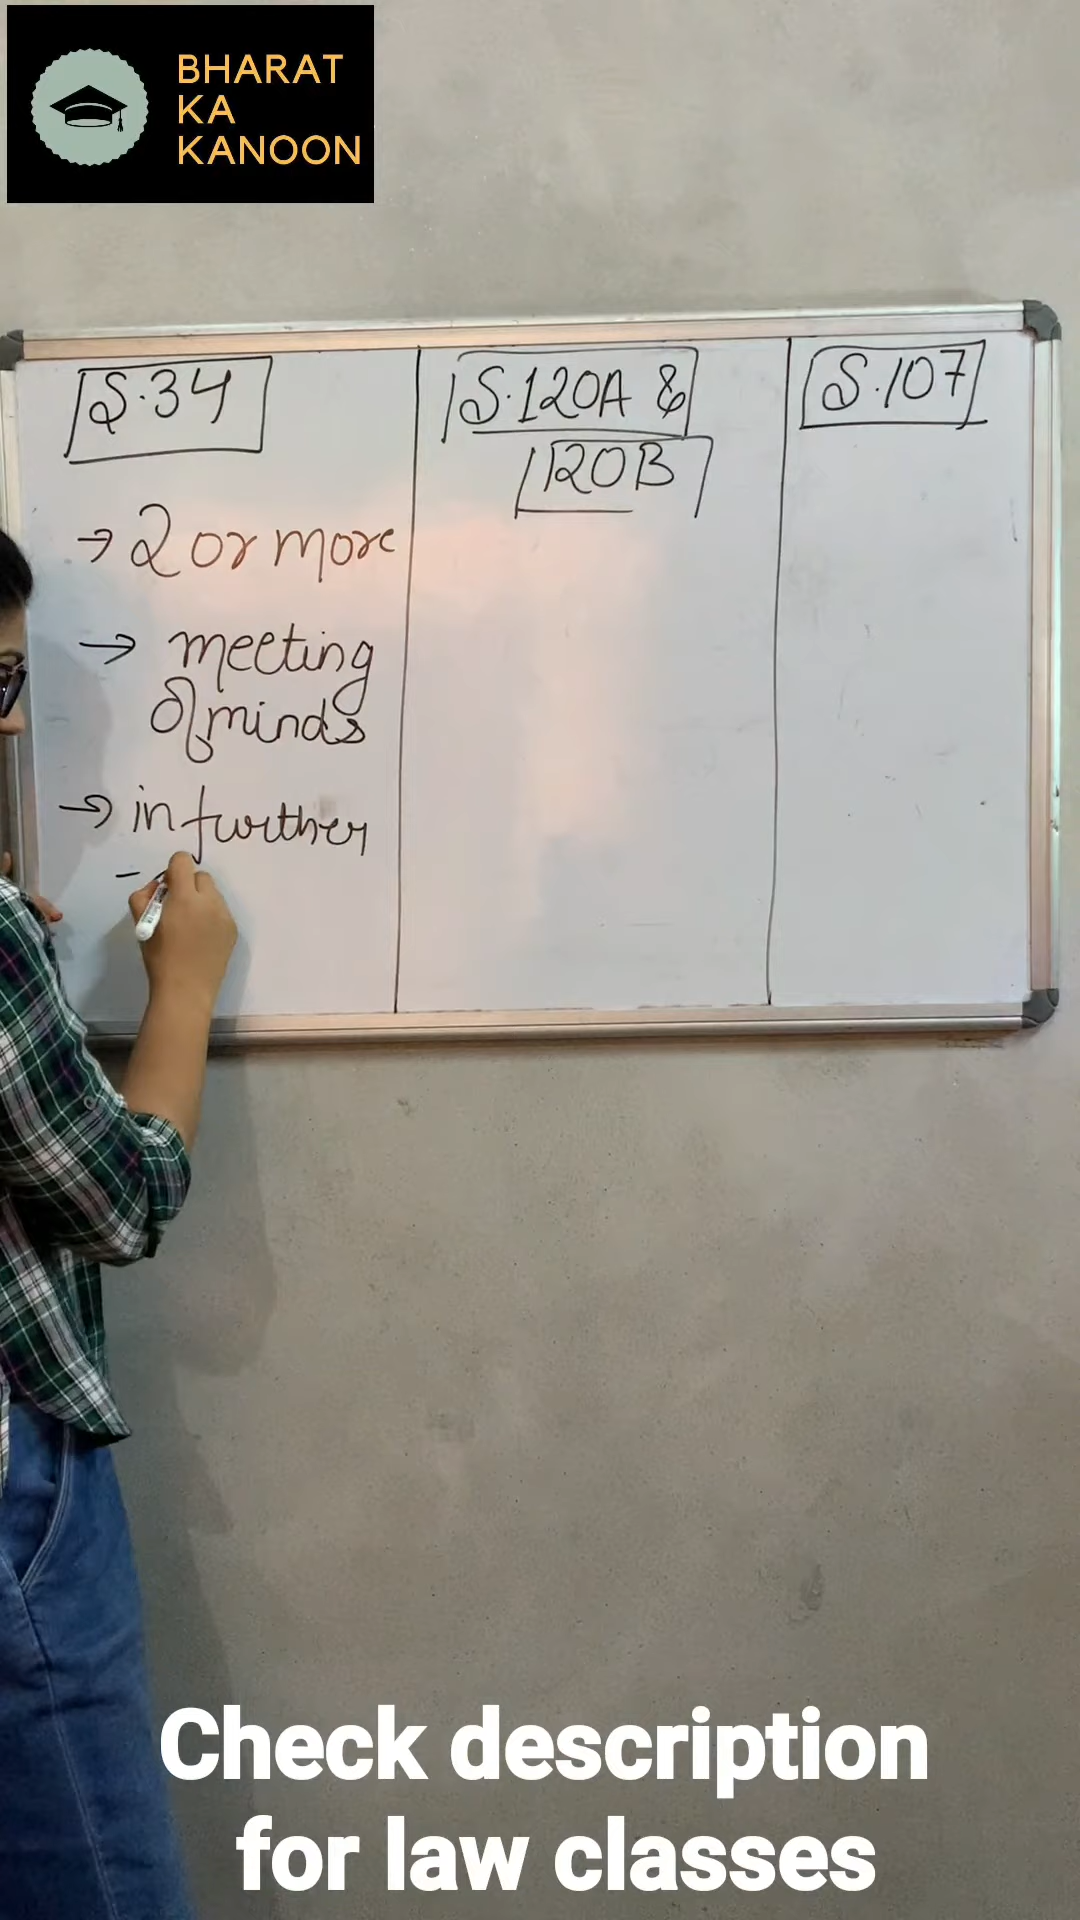 BHARAT
KA
KANOON
S.34
S.120A &
120B
S.107
→ 2 or more
→ meeting
of minds
→ in further
-
Check description
for law classes